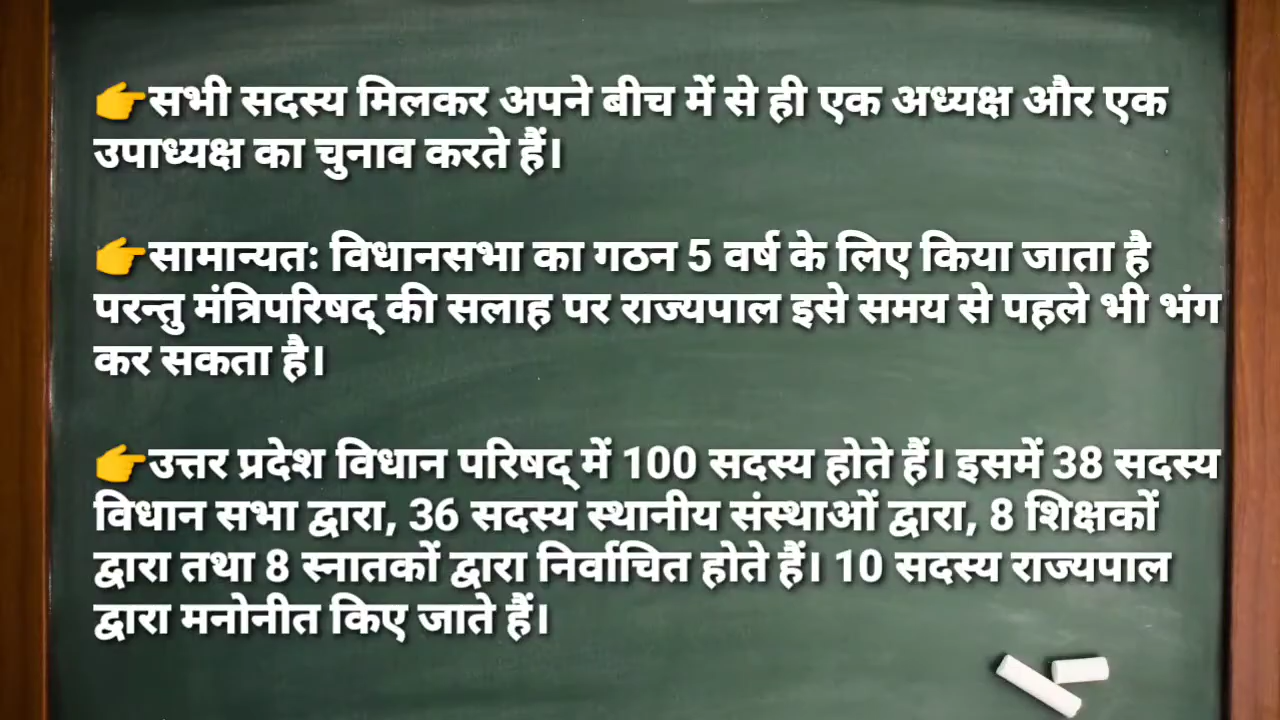 👉सभी सदस्य मिलकर अपने बीच में से ही एक अध्यक्ष और एक
उपाध्यक्ष का चुनाव करते हैं।
👉सामान्यतः विधानसभा का गठन 5 वर्ष के लिए किया जाता है
परन्तु मंत्रिपरिषद् की सलाह पर राज्यपाल इसे समय से पहले भी भंग
कर सकता है।
👉उत्तर प्रदेश विधान परिषद् में 100 सदस्य होते हैं। इसमें 38 सदस्य
विधान सभा द्वारा, 36 सदस्य स्थानीय संस्थाओं द्वारा, 8 शिक्षकों
द्वारा तथा 8 स्नातकों द्वारा निर्वाचित होते हैं। 10 सदस्य राज्यपाल
द्वारा मनोनीत किए जाते हैं।